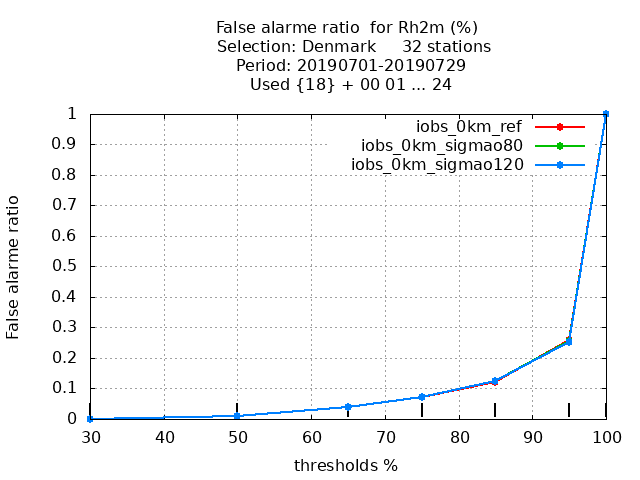 False alarme ratio  for Rh2m (%)
Selection: Denmark     32 stations
Period: 20190701-20190729
Used {18} + 00 01 ... 24
False alarme ratio
1
0.9
0.8
0.7
0.6
0.5
0.4
0.3
0.2
0.1
0
iobs_0km_ref
iobs_0km_sigmao80
iobs_0km_sigmao120
30 40 50 60 70 80 90 100
thresholds %